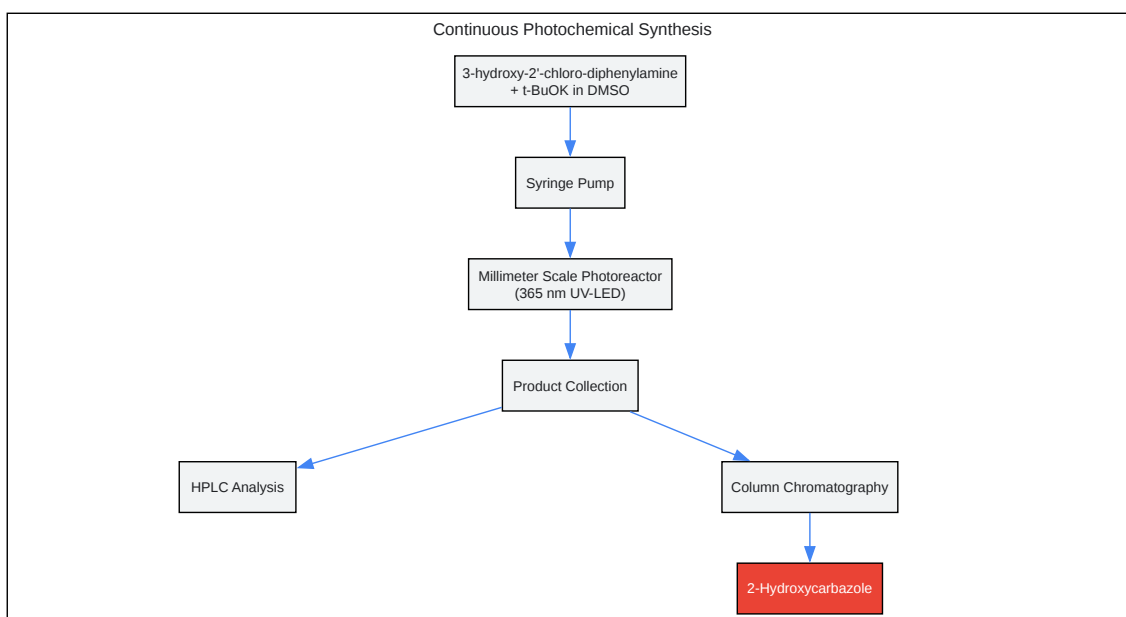 Continuous Photochemical Synthesis
3-hydroxy-2'-chloro-diphenylamine
+ t-BuOK in DMSO
Syringe Pump
Millimeter Scale Photoreactor
(365 nm UV-LED)
Product Collection
HPLC Analysis
Column Chromatography
2-Hydroxycarbazole